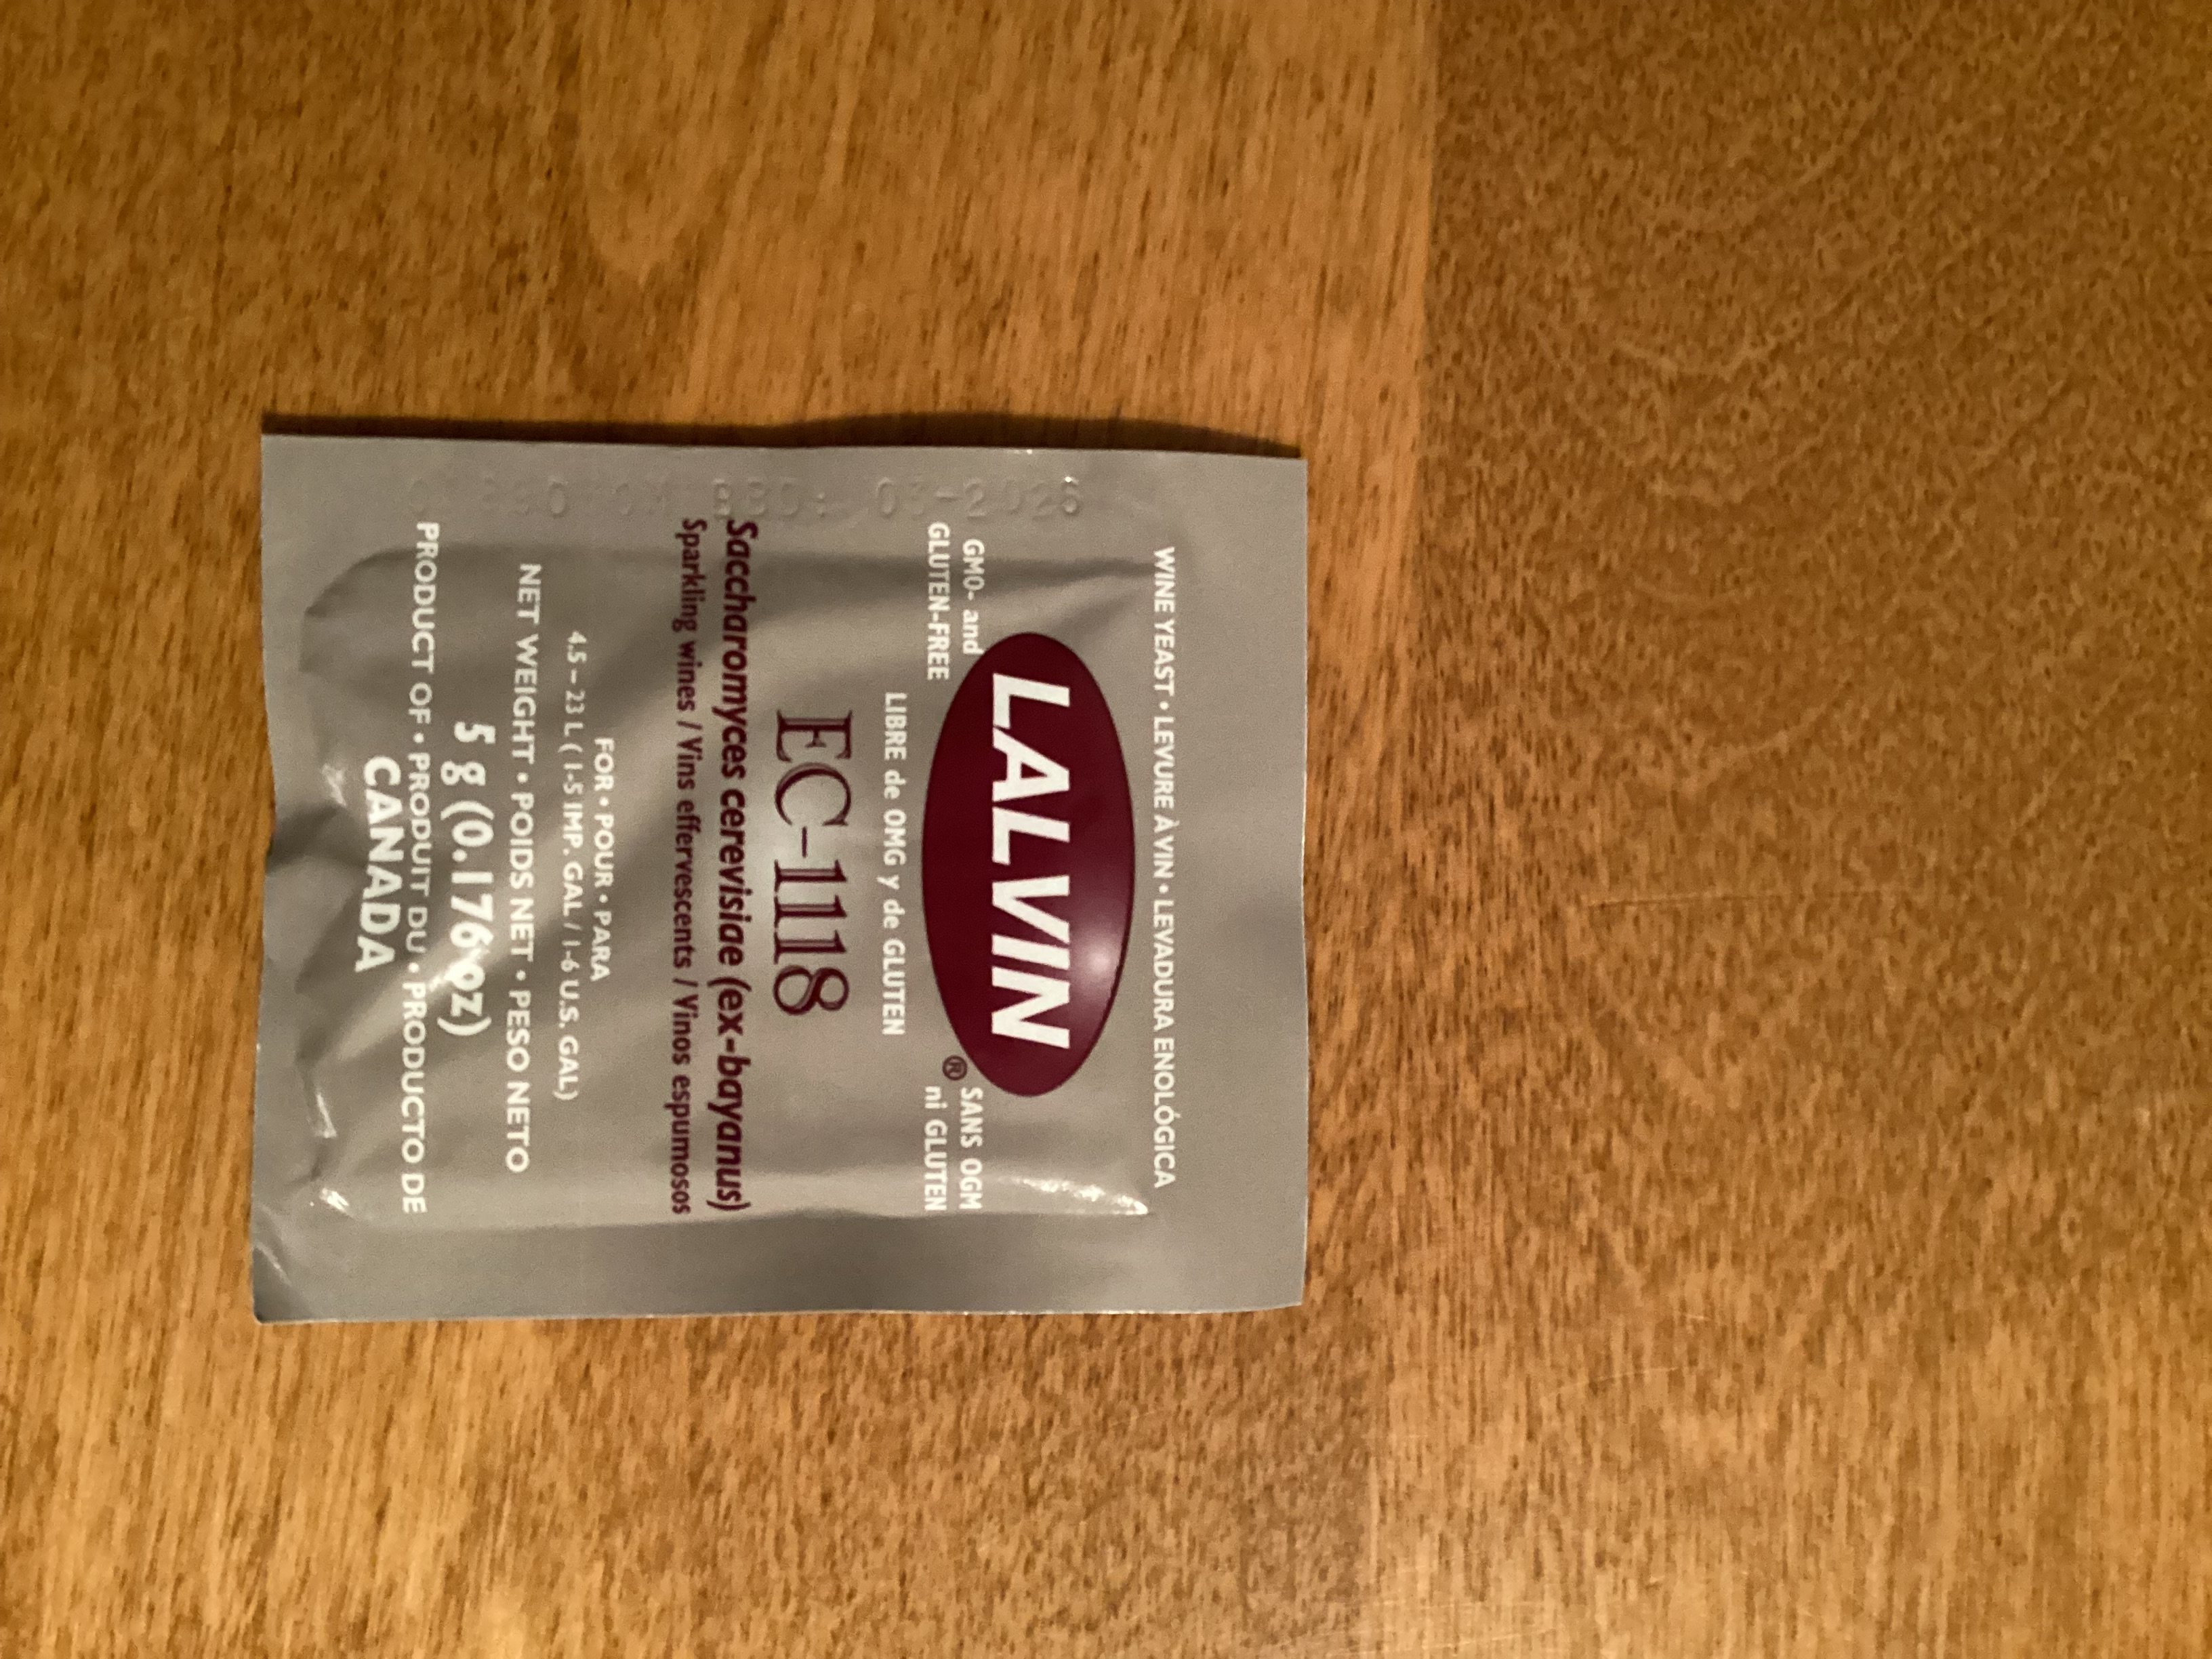 WINE YEAST • LEVURE À VIN • LEVADURA ENOLÓGICA
LALVIN®
GMO- and
GLUTEN-FREE
SANS OGM
ni GLUTEN
LIBRE de OMG y de GLUTEN
EC-1118
Saccharomyces cerevisiae (ex-bayanus)
Sparkling wines / Vins effervescents / Vinos espumosos
FOR • POUR • PARA
4.5 – 23 L ( 1-5 IMP. GAL / 1-6 U.S. GAL)
NET WEIGHT • POIDS NET • PESO NETO
5 g (0.176 oz)
PRODUCT OF • PRODUIT DU • PRODUCTO DE
CANADA
BBD: 03-2026